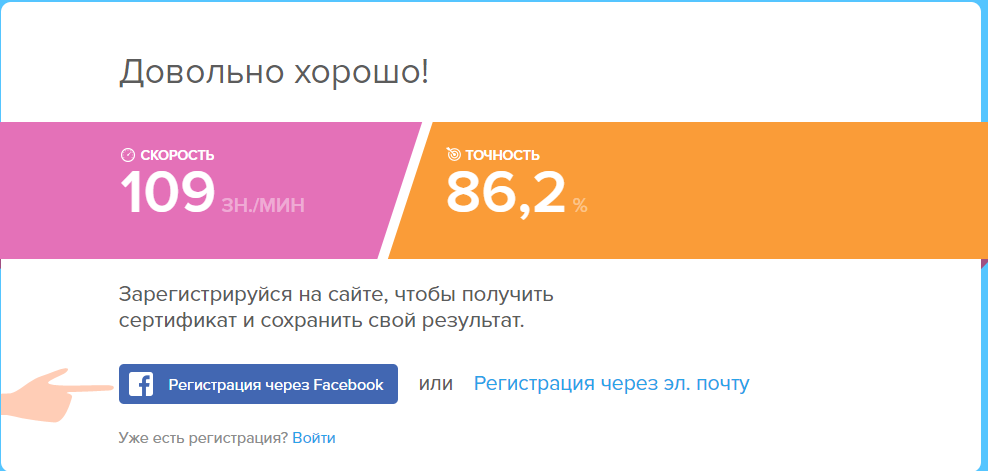 Довольно хорошо!
СКОРОСТЬ
109 ЗН./МИН
ТОЧНОСТЬ
86,2 %
Зарегистрируйся на сайте, чтобы получить
сертификат и сохранить свой результат.
Регистрация через Facebook или Регистрация через эл. почту
Уже есть регистрация? Войти